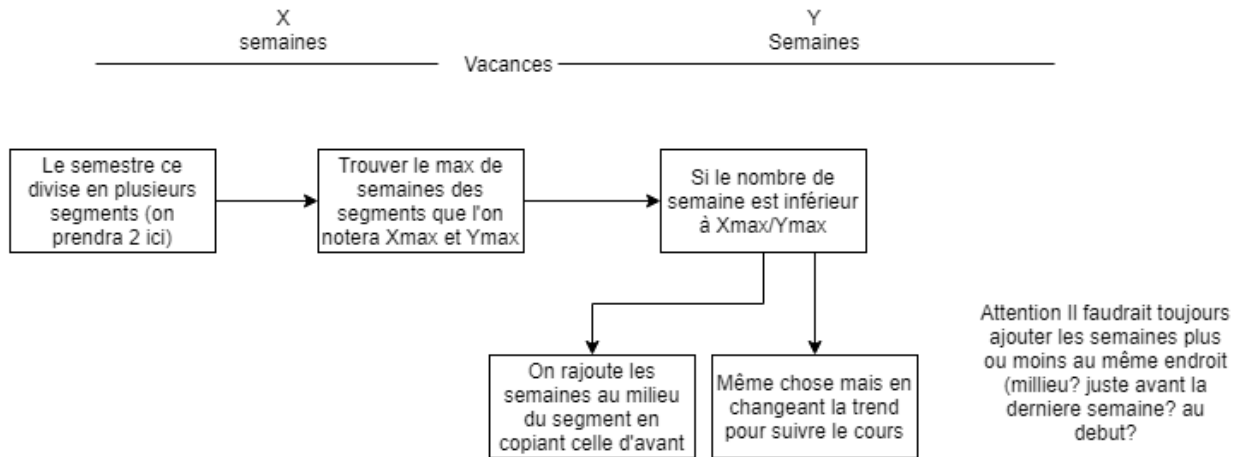 X
semaines
Y
Semaines
Vacances
Le semestre ce
divise en plusieurs
segments (on
prendra 2 ici)
Trouver le max de
semaines des
segments que l'on
notera Xmax et Ymax
Si le nombre de
semaine est inférieur
à Xmax/Ymax
On rajoute les
semaines au milieu
du segment en
copiant celle d'avant
Même chose mais en
changeant la trend
pour suivre le cours
Attention Il faudrait toujours
ajouter les semaines plus
ou moins au même endroit
(millieu? juste avant la
derniere semaine? au
debut?